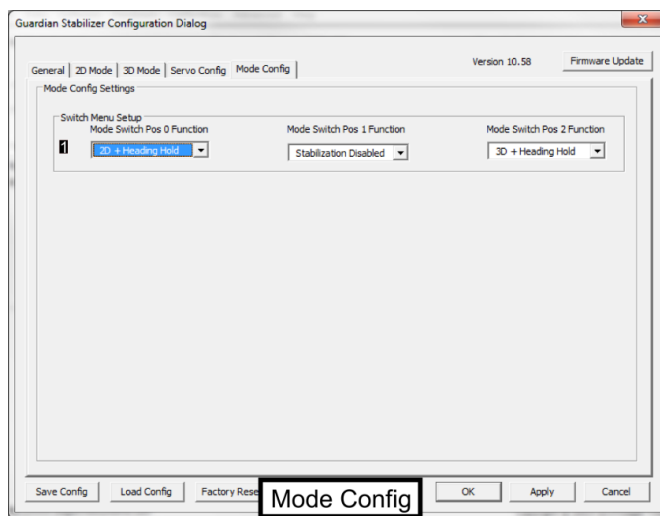 Guardian Stabilizer Configuration Dialog
Version 10.58
Firmware Update
General 2D Mode 3D Mode Servo Config Mode Config
Mode Config Settings
Switch Menu Setup
Mode Switch Pos 0 Function Mode Switch Pos 1 Function Mode Switch Pos 2 Function
1 2D + Heading Hold Stabilization Disabled 3D + Heading Hold
Save Config Load Config Factory Rese Mode Config OK Apply Cancel